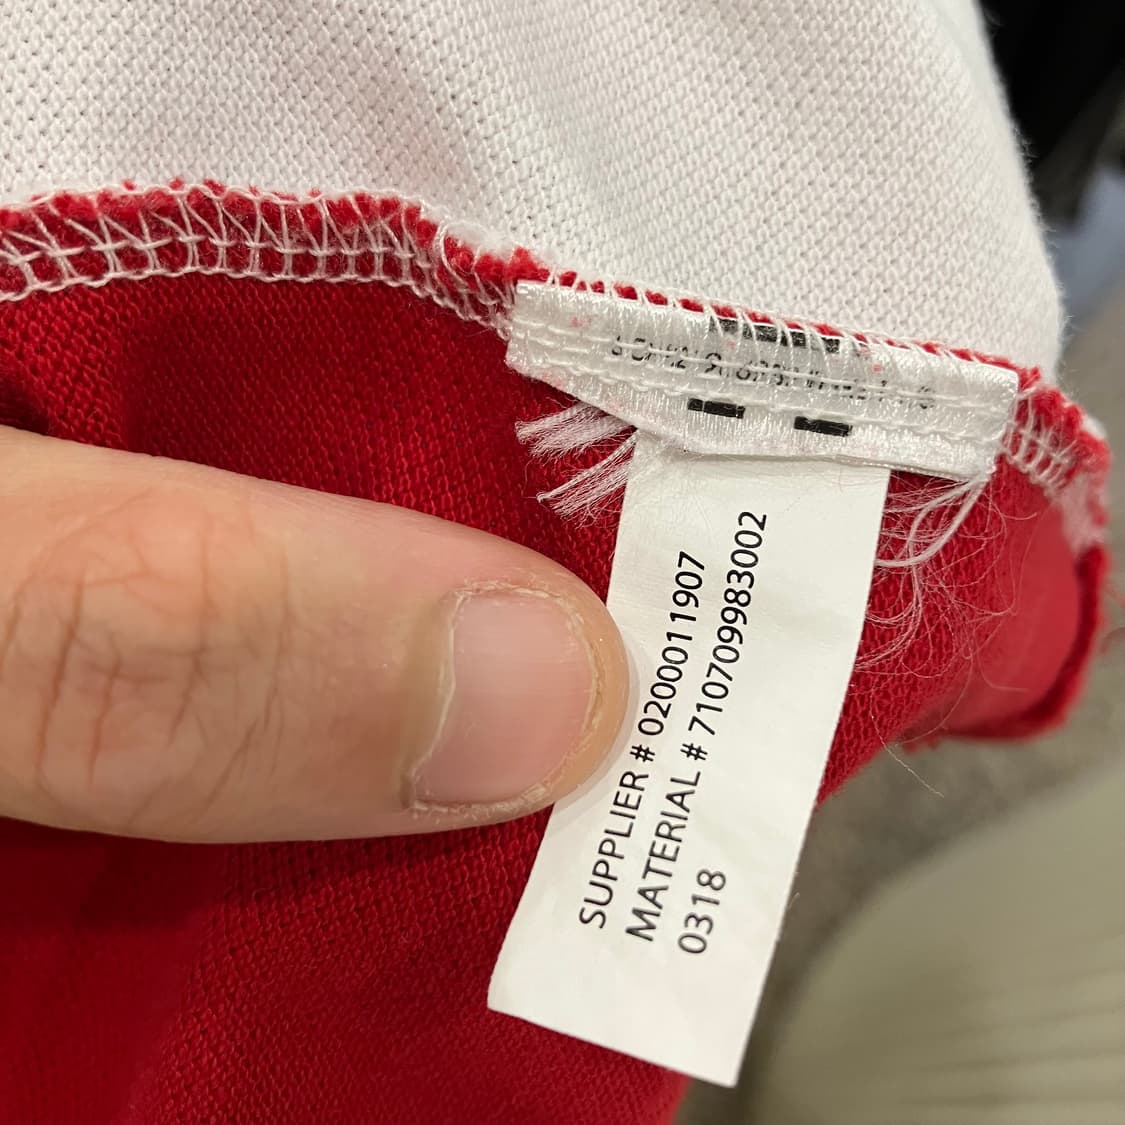 SUPPLIER # 0200011907
MATERIAL # 710709983002
0318